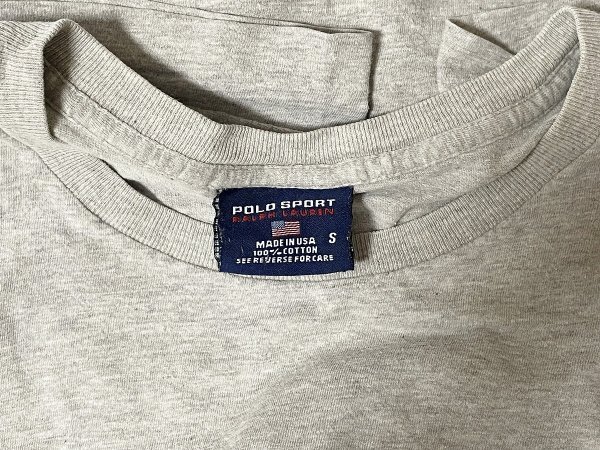 POLO SPORT
RALPH LAUREN
S
MADE IN USA
100% COTTON
SEE REVERSE FOR CARE